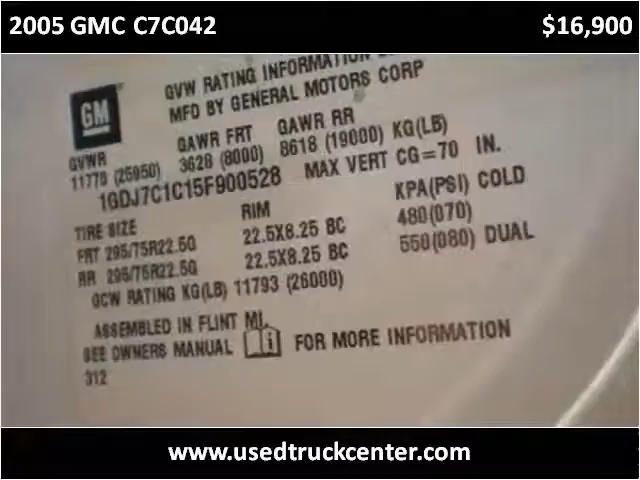 2005 GMC C7C042 $16,900
GVW RATING INFORMATION
MFD BY GENERAL MOTORS CORP
GM
GVWR GAWR FRT GAWR RR
11778 (25950) 3628 (8000) 8618 (19000) KG(LB)
1GDJ7C1C15F900528 MAX VERT CG=70 IN.
TIRE SIZE RIM KPA(PSI) COLD
FRT 295/75R22.5G 22.5X8.25 BC 480(070)
RR 295/75R22.5G 22.5X8.25 BC 550(080) DUAL
GCW RATING KG(LB) 11793 (26000)
ASSEMBLED IN FLINT MI.
SEE OWNERS MANUAL i FOR MORE INFORMATION
312
www.usedtruckcenter.com